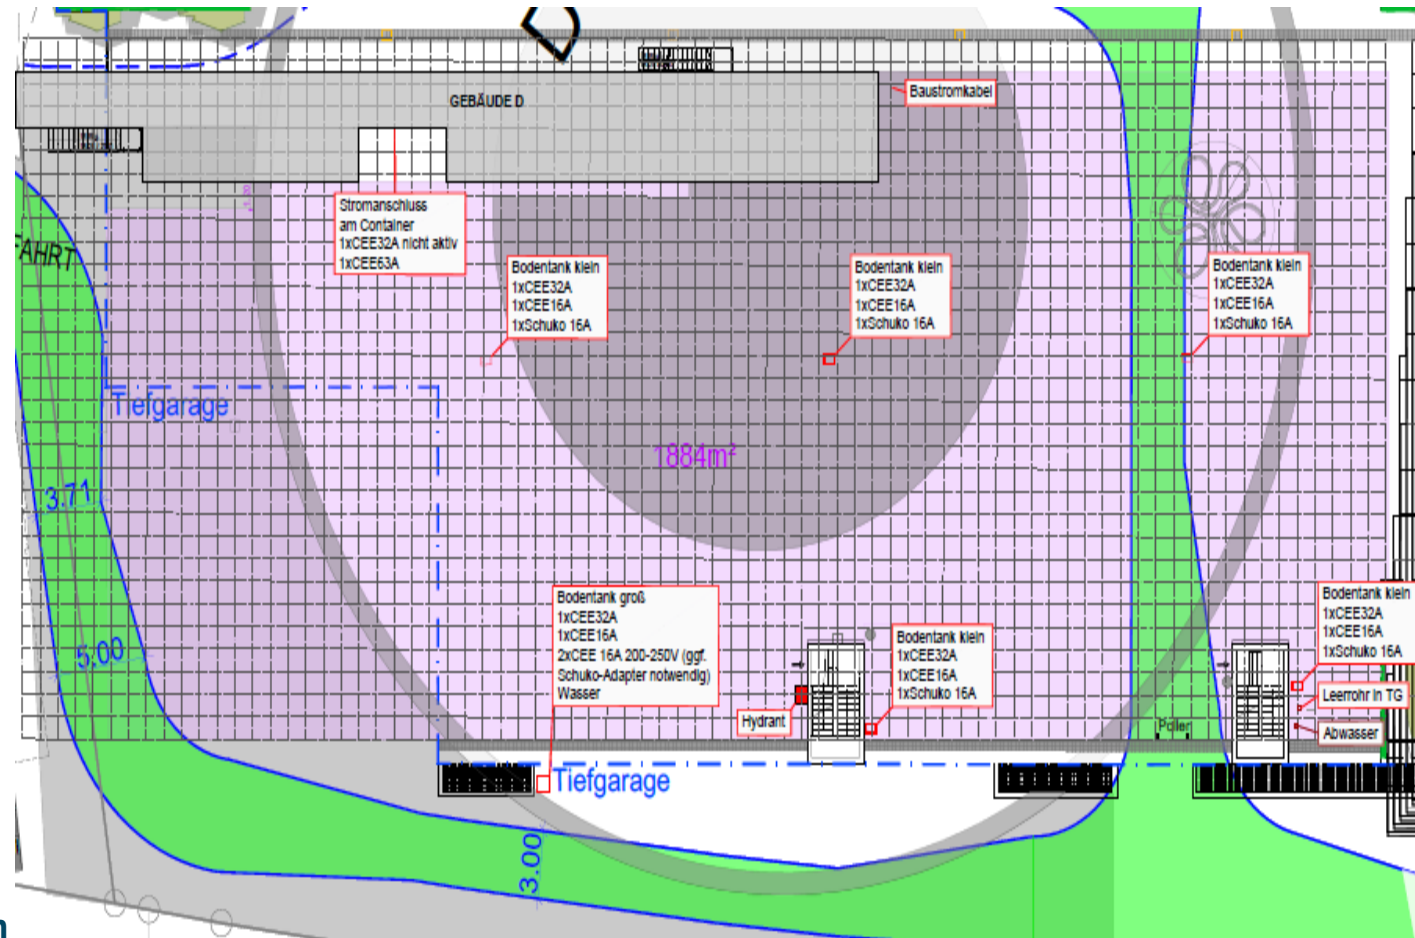 D
GEBÄUDE D
Baustromkabel
Stromanschluss
am Container
1xCEE32A nicht aktiv
1xCEE63A
FAHRT
Bodentank klein
1xCEE32A
1xCEE16A
1xSchuko 16A
Bodentank klein
1xCEE32A
1xCEE16A
1xSchuko 16A
Bodentank klein
1xCEE32A
1xCEE16A
1xSchuko 16A
Tiefgarage
1884m²
3.71
5.00
Bodentank groß
1xCEE32A
1xCEE16A
2xCEE 16A 200-250V (ggf.
Schuko-Adapter notwendig)
Wasser
Hydrant
Bodentank klein
1xCEE32A
1xCEE16A
1xSchuko 16A
Bodentank klein
1xCEE32A
1xCEE16A
1xSchuko 16A
Leerrohr in TG
Abwasser
Poller
Tiefgarage
3.00
n